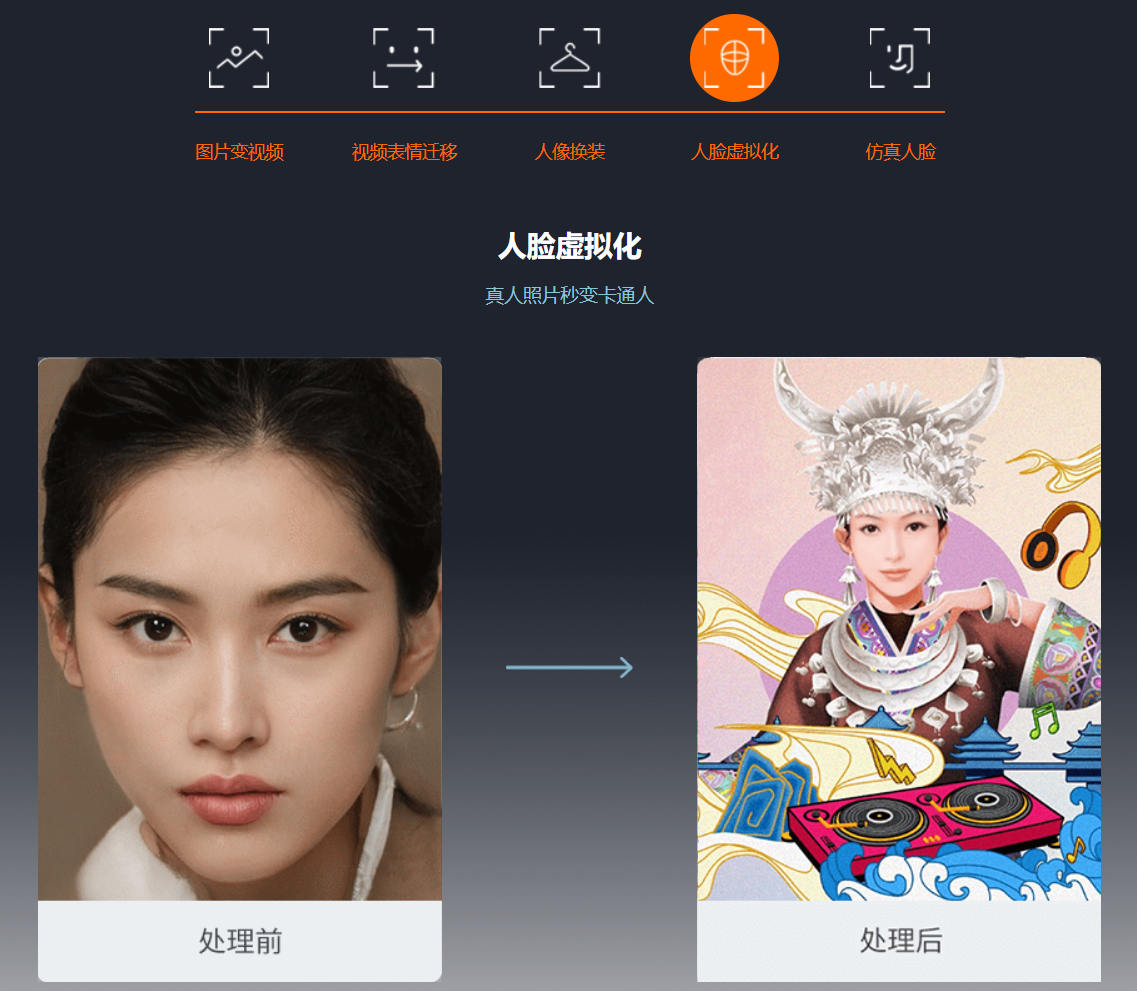 图片变视频
视频表情迁移
人像换装
人脸虚拟化
仿真人脸
人脸虚拟化
真人照片秒变卡通人
处理前
处理后